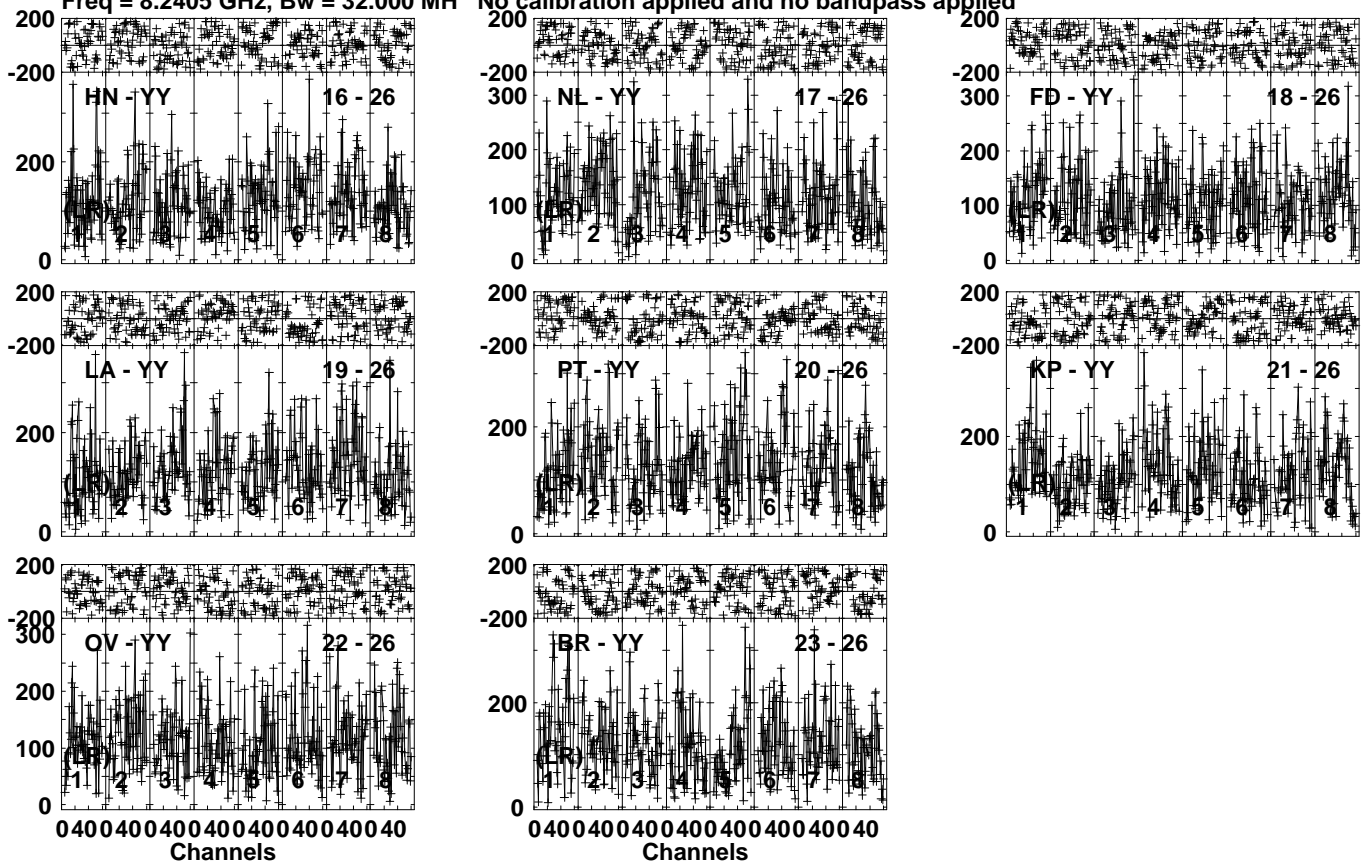 Freq = 8.2405 GHz, Bw = 32.000 MH No calibration applied and no bandpass applied
200
-200
HN - YY 16 - 26
200
(LR)
1 2 3 4 5 6 7 8
0
200
-200
300
NL - YY 17 - 26
200
100
(LR)
1 2 3 4 5 6 7 8
0
200
-200
300
FD - YY 18 - 26
200
100
(LR)
1 2 3 4 5 6 7 8
0
200
-200
LA - YY 19 - 26
200
(LR)
1 2 3 4 5 6 7 8
0
200
-200
PT - YY 20 - 26
200
(LR)
1 2 3 4 5 6 7 8
0
200
-200
KP - YY 21 - 26
200
(LR)
1 2 3 4 5 6 7 8
0
200
-200
300
OV - YY 22 - 26
200
100
(LR)
1 2 3 4 5 6 7 8
0
0 40 0 40 0 40 0 40 0 40 0 40 0 40 0 40
Channels
200
-200
BR - YY 23 - 26
200
(LR)
1 2 3 4 5 6 7 8
0
0 40 0 40 0 40 0 40 0 40 0 40 0 40 0 40
Channels